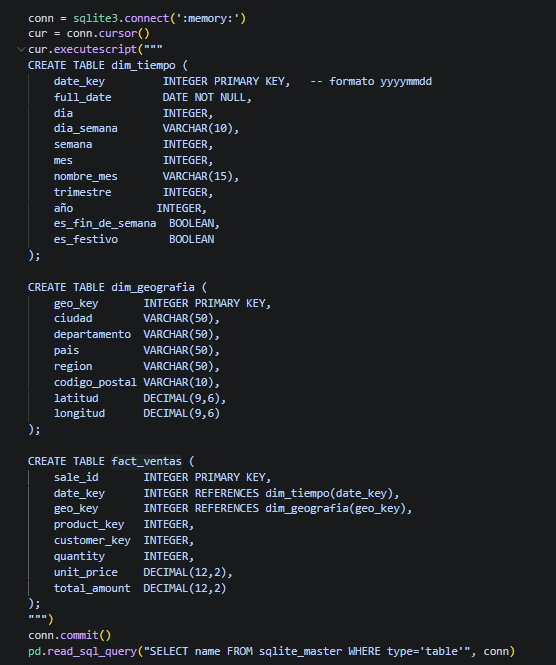 conn = sqlite3.connect(':memory:')
cur = conn.cursor()
cur.executescript("""
CREATE TABLE dim_tiempo (
    date_key         INTEGER PRIMARY KEY,   -- formato yyyymmdd
    full_date        DATE NOT NULL,
    dia              INTEGER,
    dia_semana       VARCHAR(10),
    semana           INTEGER,
    mes              INTEGER,
    nombre_mes       VARCHAR(15),
    trimestre        INTEGER,
    año             INTEGER,
    es_fin_de_semana  BOOLEAN,
    es_festivo        BOOLEAN
);

CREATE TABLE dim_geografia (
    geo_key       INTEGER PRIMARY KEY,
    ciudad        VARCHAR(50),
    departamento  VARCHAR(50),
    pais          VARCHAR(50),
    region        VARCHAR(50),
    codigo_postal VARCHAR(10),
    latitud       DECIMAL(9,6),
    longitud      DECIMAL(9,6)
);

CREATE TABLE fact_ventas (
    sale_id       INTEGER PRIMARY KEY,
    date_key      INTEGER REFERENCES dim_tiempo(date_key),
    geo_key       INTEGER REFERENCES dim_geografia(geo_key),
    product_key   INTEGER,
    customer_key  INTEGER,
    quantity      INTEGER,
    unit_price    DECIMAL(12,2),
    total_amount  DECIMAL(12,2)
);
""")
conn.commit()
pd.read_sql_query("SELECT name FROM sqlite_master WHERE type='table'", conn)